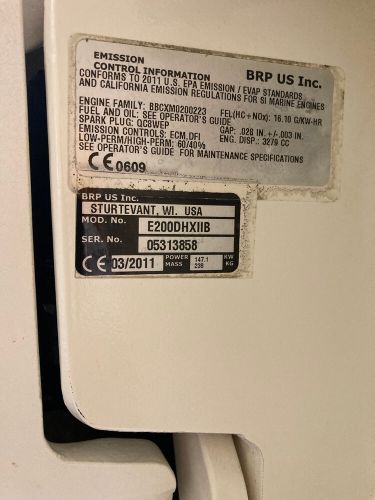 EMISSION
CONTROL INFORMATION BRP US Inc.
CONFORMS TO 2011 U.S. EPA EMISSION / EVAP STANDARDS
AND CALIFORNIA EMISSION REGULATIONS FOR SI MARINE ENGINES
ENGINE FAMILY: BBCXM0200223 FEL(HC+NOx): 16.10 G/KW-HR
FUEL AND OIL: SEE OPERATOR'S GUIDE.
SPARK PLUG: QC8WEP GAP: .028 IN.+/-.003 IN.
EMISSION CONTROLS: ECM,DFI ENG. DISP.: 3279 CC
LOW-PERM/HIGH-PERM: 60/40%
SEE OPERATOR'S GUIDE FOR MAINTENANCE SPECIFICATIONS
CE 0609
BRP US Inc.
STURTEVANT, WI. USA
MOD. No. E200DHXIIB
SER. No. 05313858
CE 03/2011 POWER 147.1 KW
MASS 238 KG